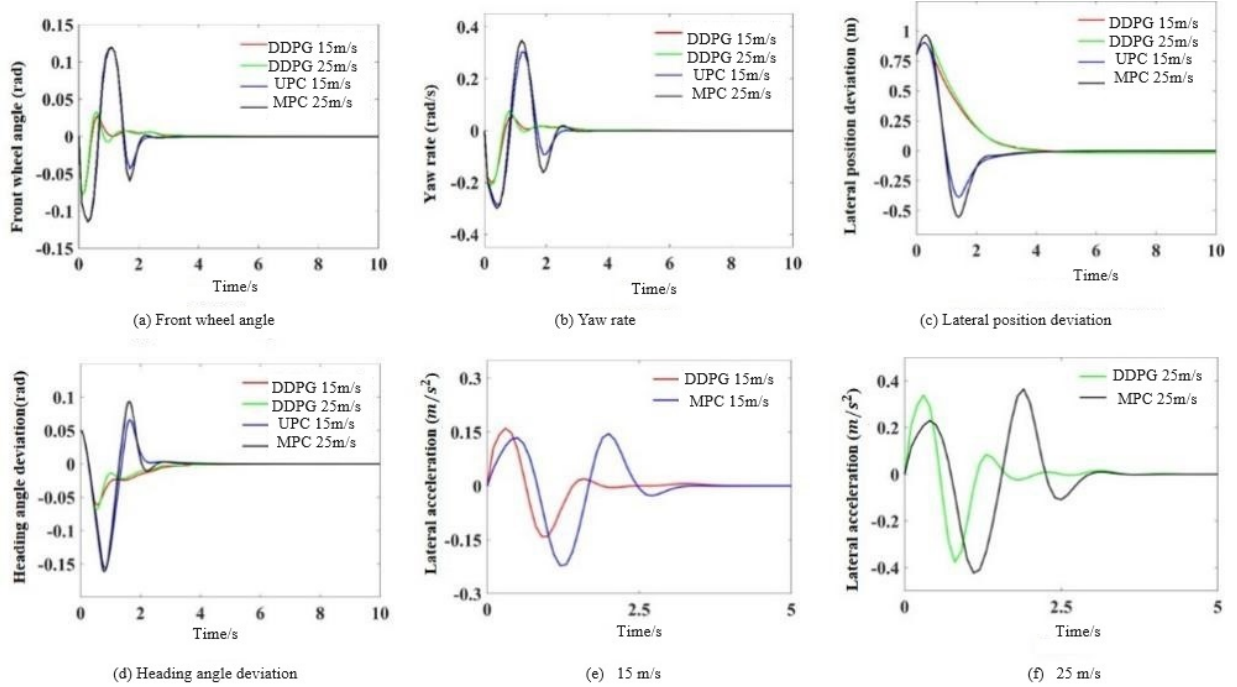 0.15
0.1
0.05
0
-0.05
-0.1
-0.15
Front wheel angle (rad)
DDPG 15m/s
DDPG 25m/s
UPC 15m/s
MPC 25m/s
0 2 4 6 8 10
Time/s
(a) Front wheel angle
0.4
0.2
0
-0.2
-0.4
Yaw rate (rad/s)
DDPG 15m/s
DDPG 25m/s
UPC 15m/s
MPC 25m/s
0 2 4 6 8 10
Time/s
(b) Yaw rate
1
0.75
0.5
0.25
0
-0.25
-0.5
Lateral position deviation (m)
DDPG 15m/s
DDPG 25m/s
UPC 15m/s
MPC 25m/s
0 2 4 6 8 10
Time/s
(c) Lateral position deviation
0.1
0.05
0
-0.05
-0.1
-0.15
Heading angle deviation(rad)
DDPG 15m/s
DDPG 25m/s
UPC 15m/s
MPC 25m/s
0 2 4 6 8 10
Time/s
(d) Heading angle deviation
0.3
0.15
0
-0.15
-0.3
Lateral acceleration (m/s²)
DDPG 15m/s
MPC 15m/s
0 2.5 5
Time/s
(e) 15 m/s
0.4
0.2
0
-0.2
-0.4
Lateral acceleration (m/s²)
DDPG 25m/s
MPC 25m/s
0 2.5 5
Time/s
(f) 25 m/s